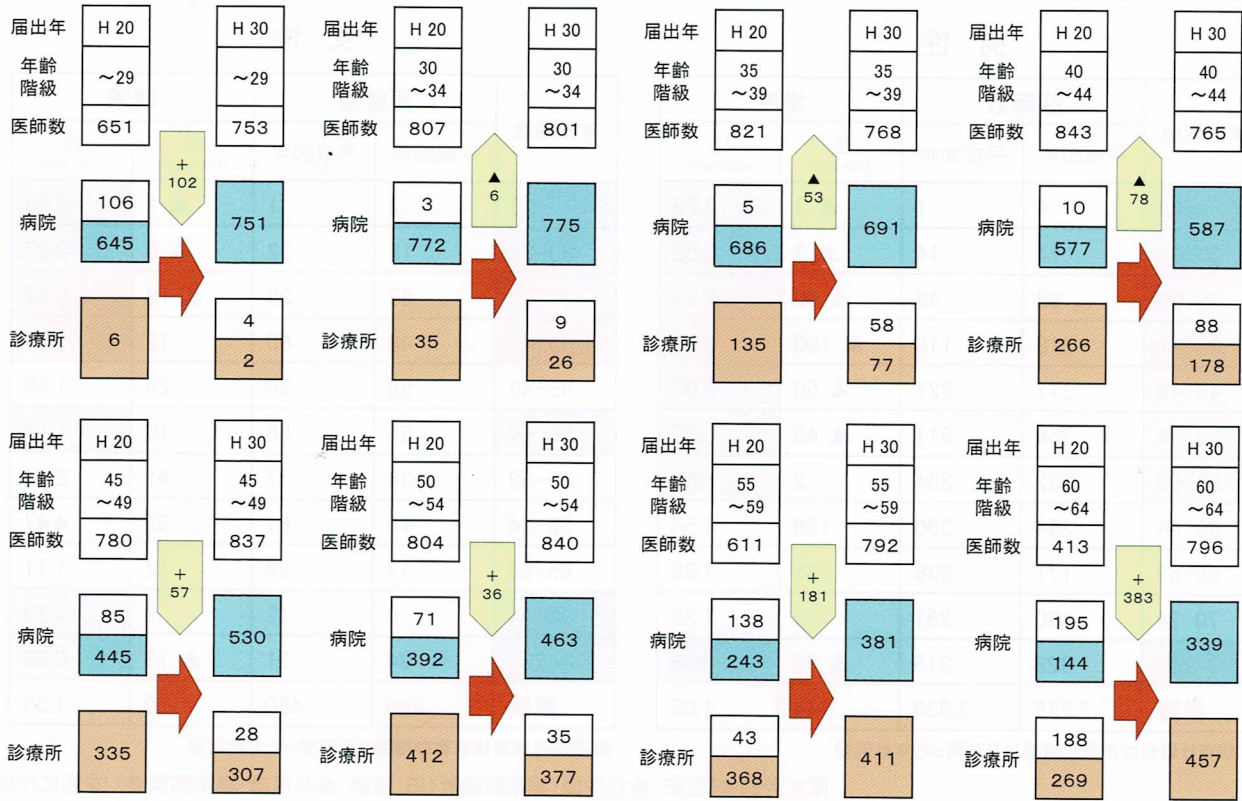 届出年 H 20 H 30
年齢階級 ～29 ～29
医師数 651 753
+
102
病院 106
645 751
診療所 6 4
2
届出年 H 20 H 30
年齢階級 30～34 30～34
医師数 807 801
▲
6
病院 3
772 775
診療所 35 9
26
届出年 H 20 H 30
年齢階級 35～39 35～39
医師数 821 768
▲
53
病院 5
686 691
診療所 135 58
77
届出年 H 20 H 30
年齢階級 40～44 40～44
医師数 843 765
▲
78
病院 10
577 587
診療所 266 88
178
届出年 H 20 H 30
年齢階級 45～49 45～49
医師数 780 837
+
57
病院 85
445 530
診療所 335 28
307
届出年 H 20 H 30
年齢階級 50～54 50～54
医師数 804 840
+
36
病院 71
392 463
診療所 412 35
377
届出年 H 20 H 30
年齢階級 55～59 55～59
医師数 611 792
+
181
病院 138
243 381
診療所 43
368 411
届出年 H 20 H 30
年齢階級 60～64 60～64
医師数 413 796
+
383
病院 195
144 339
診療所 188
269 457